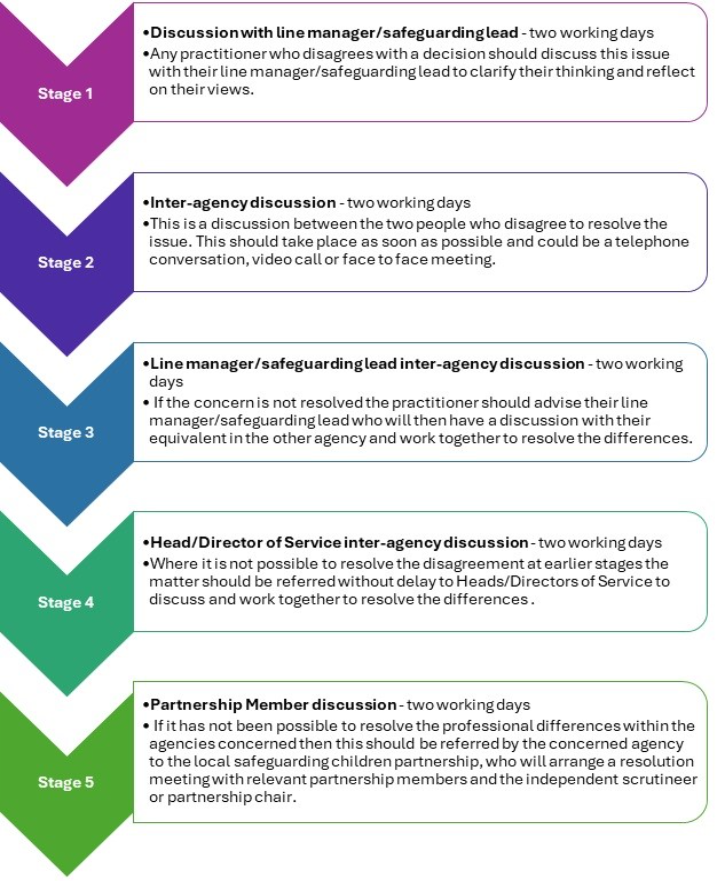 Stage 1
•Discussion with line manager/safeguarding lead - two working days
•Any practitioner who disagrees with a decision should discuss this issue
with their line manager/safeguarding lead to clarify their thinking and reflect
on their views.
Stage 2
•Inter-agency discussion - two working days
•This is a discussion between the two people who disagree to resolve the
issue. This should take place as soon as possible and could be a telephone
conversation, video call or face to face meeting.
Stage 3
•Line manager/safeguarding lead inter-agency discussion - two working
days
• If the concern is not resolved the practitioner should advise their line
manager/safeguarding lead who will then have a discussion with their
equivalent in the other agency and work together to resolve the differences.
Stage 4
•Head/Director of Service inter-agency discussion - two working days
•Where it is not possible to resolve the disagreement at earlier stages the
matter should be referred without delay to Heads/Directors of Service to
discuss and work together to resolve the differences .
Stage 5
•Partnership Member discussion - two working days
• If it has not been possible to resolve the professional differences within the
agencies concerned then this should be referred by the concerned agency
to the local safeguarding children partnership, who will arrange a resolution
meeting with relevant partnership members and the independent scrutineer
or partnership chair.